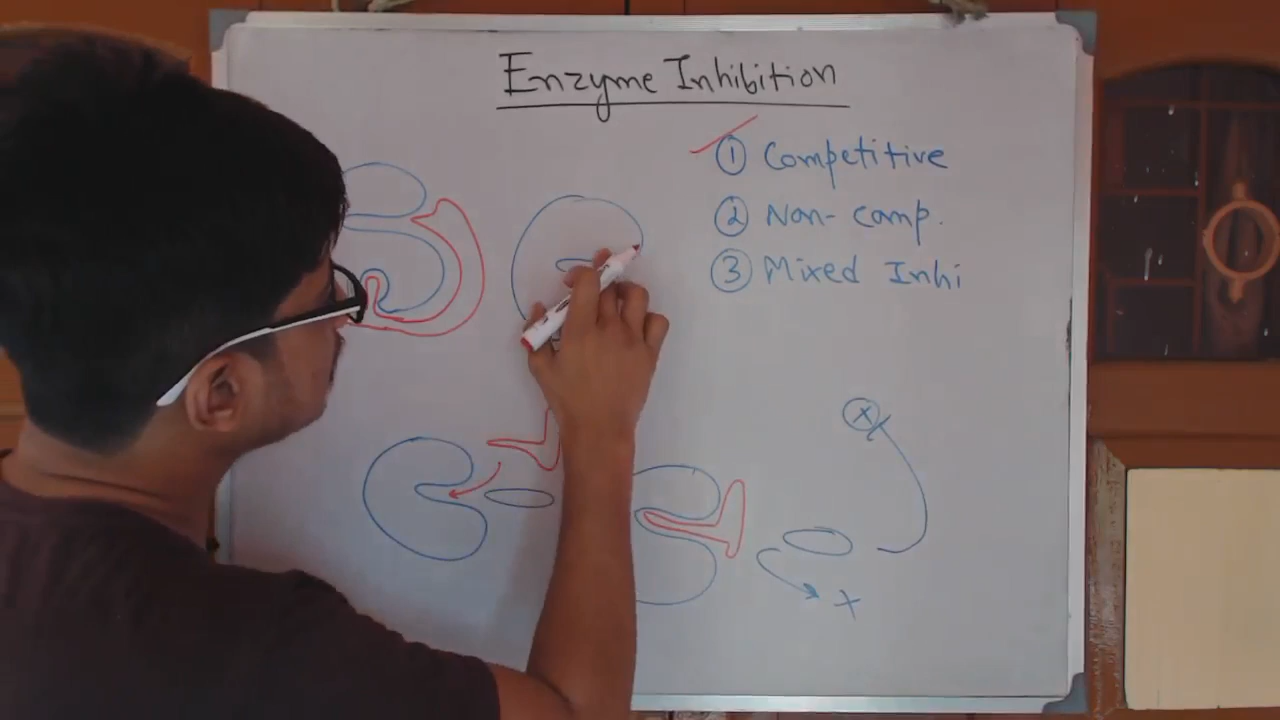 Enzyme Inhibition
① Competitive
② Non-comp.
③ Mixed Inhi
X
X